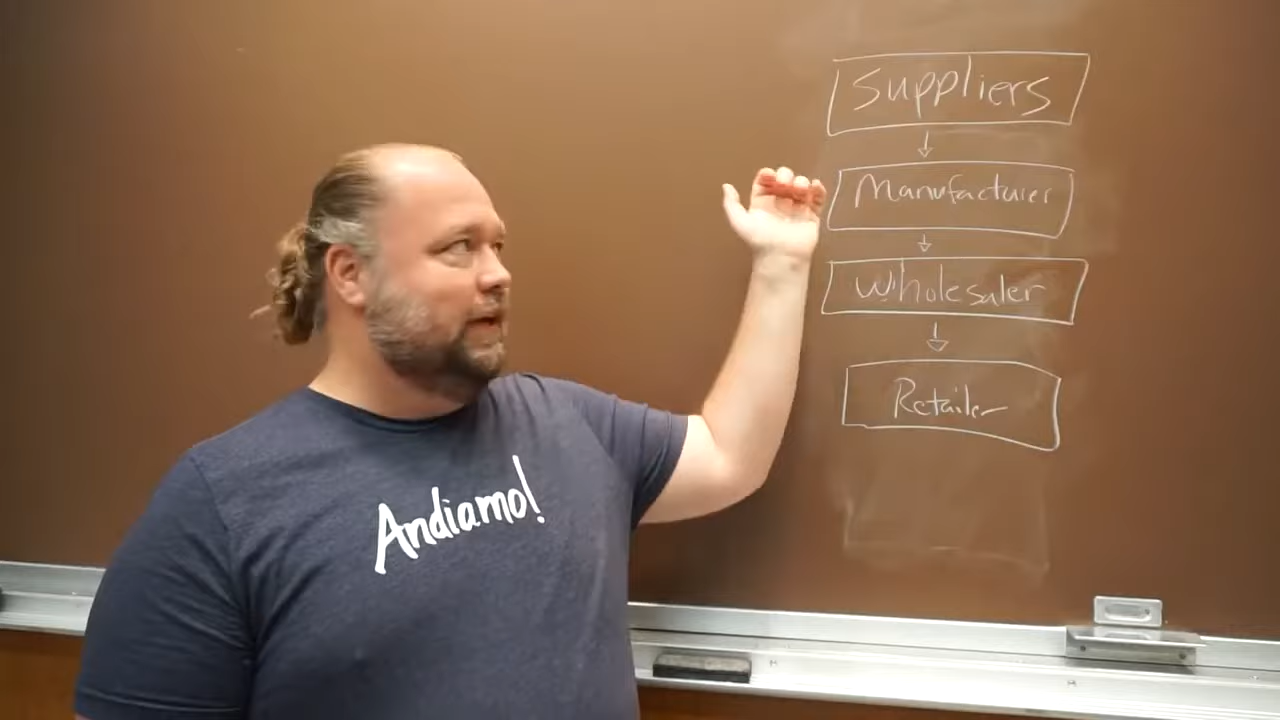 Suppliers
Manufacturer
Wholesaler
Retailer
Andiamo!